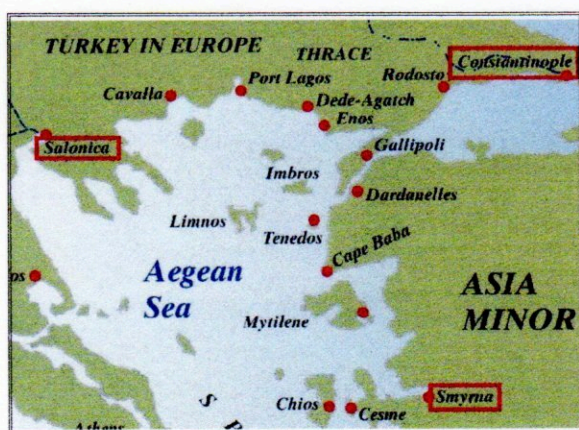 TURKEY IN EUROPE
THRACE
Constantinople
Port Lagos
Rodosto
Cavalla
Dede-Agatch
Enos
Salonica
Gallipoli
Imbros
Dardanelles
Limnos
Tenedos
Cape Baba
Aegean
Sea
ASIA
MINOR
Mytilene
Smyrna
Chios
Cesme
Athens